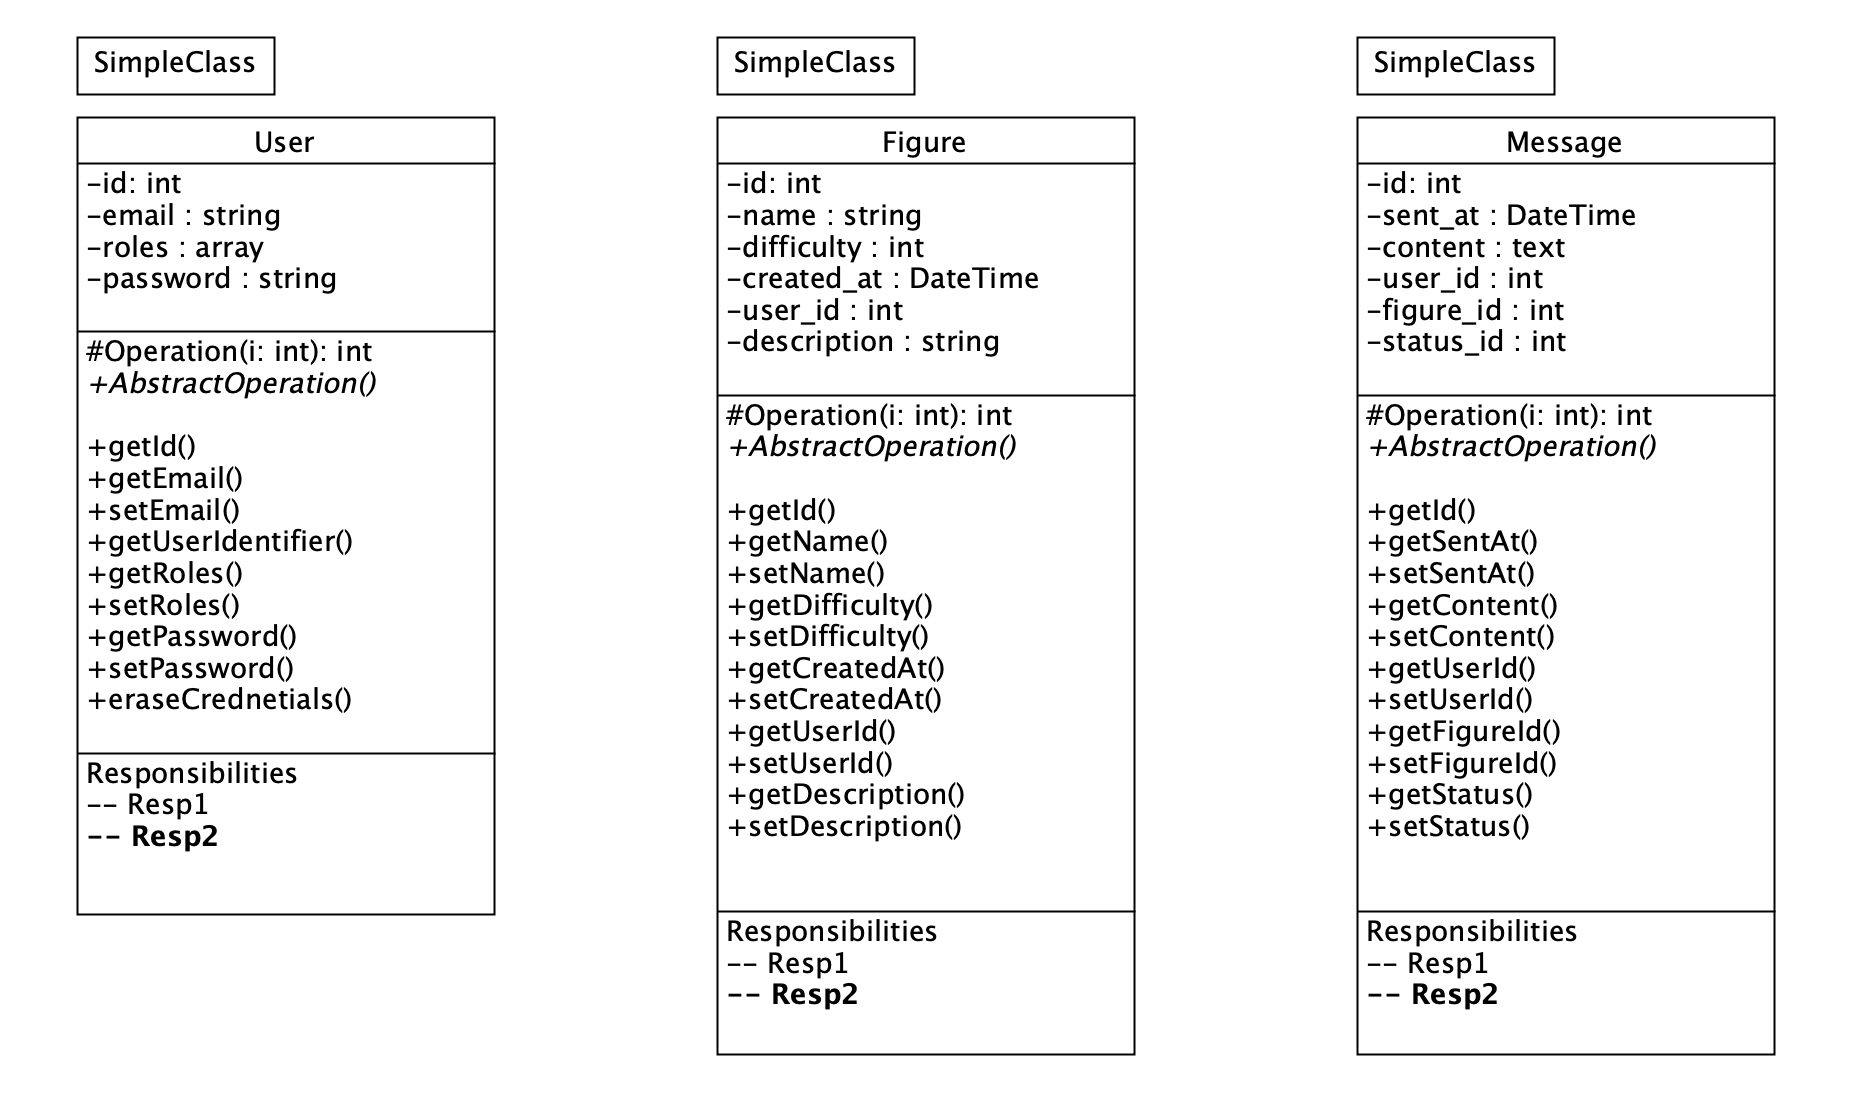 SimpleClass
User
-id: int
-email : string
-roles : array
-password : string
#Operation(i: int): int
+AbstractOperation()
+getId()
+getEmail()
+setEmail()
+getUserIdentifier()
+getRoles()
+setRoles()
+getPassword()
+setPassword()
+eraseCrednetials()
Responsibilities
-- Resp1
-- Resp2
SimpleClass
Figure
-id: int
-name : string
-difficulty : int
-created_at : DateTime
-user_id : int
-description : string
#Operation(i: int): int
+AbstractOperation()
+getId()
+getName()
+setName()
+getDifficulty()
+setDifficulty()
+getCreatedAt()
+setCreatedAt()
+getUserId()
+setUserId()
+getDescription()
+setDescription()
Responsibilities
-- Resp1
-- Resp2
SimpleClass
Message
-id: int
-sent_at : DateTime
-content : text
-user_id : int
-figure_id : int
-status_id : int
#Operation(i: int): int
+AbstractOperation()
+getId()
+getSentAt()
+setSentAt()
+getContent()
+setContent()
+getUserId()
+setUserId()
+getFigureId()
+setFigureId()
+getStatus()
+setStatus()
Responsibilities
-- Resp1
-- Resp2